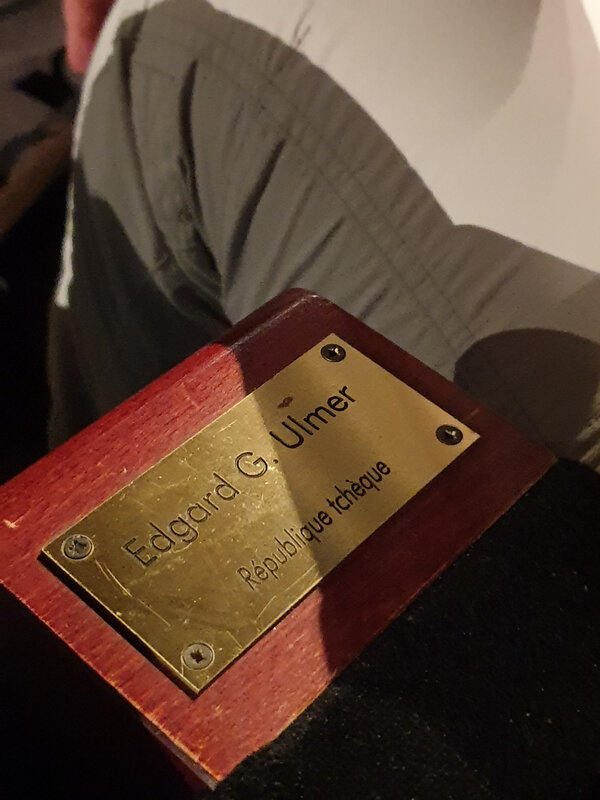 Edgard G. Ulmer
République tchèque